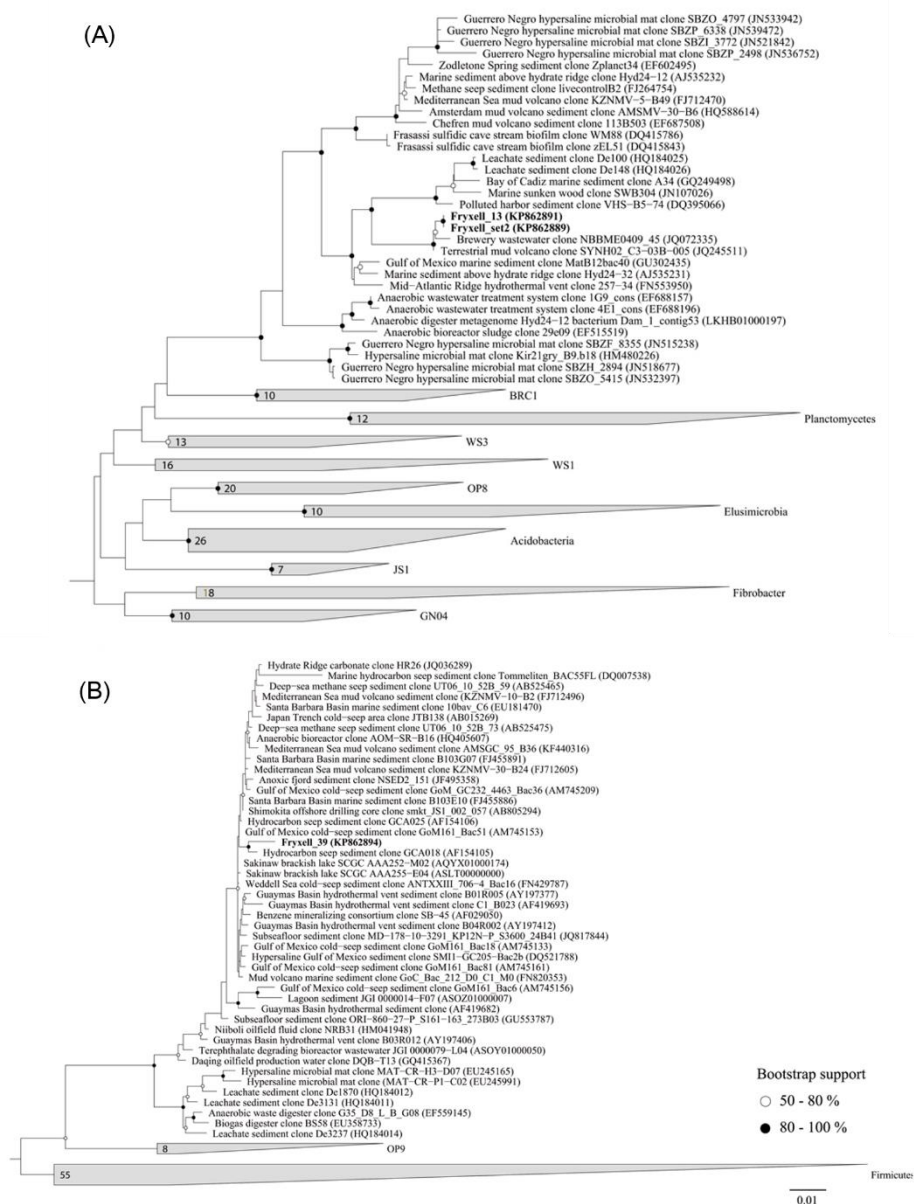 (A)
Guerrero Negro hypersaline microbial mat clone SBZO_4797 (JN533942)
Guerrero Negro hypersaline microbial mat clone SBZP_6338 (JN539472)
Guerrero Negro hypersaline microbial mat clone SBZI_3772 (JN521842)
Guerrero Negro hypersaline microbial mat clone SBZP_2498 (JN536752)
Zodletone Spring sediment clone Zplanct34 (EF602495)
Marine sediment above hydrate ridge clone Hyd24-12 (AJ535232)
Methane seep sediment clone livecontrolB2 (FJ264754)
Mediterranean Sea mud volcano clone KZNMV-5-B49 (FJ712470)
Amsterdam mud volcano sediment clone AMSMV-30-B6 (HQ588614)
Chefren mud volcano sediment clone 113B503 (EF687508)
Frasassi sulfidic cave stream biofilm clone WM88 (DQ415786)
Frasassi sulfidic cave stream biofilm clone zEL51 (DQ415843)
Leachate sediment clone De100 (HQ184025)
Leachate sediment clone De148 (HQ184026)
Bay of Cadiz marine sediment clone A34 (GQ249498)
Marine sunken wood clone SWB304 (JN107026)
Polluted harbor sediment clone VHS-B5-74 (DQ395066)
Fryxell_13 (KP862891)
Fryxell_set2 (KP862889)
Brewery wastewater clone NBBME0409_45 (JQ072335)
Terrestrial mud volcano clone SYNH02_C3-03B-005 (JQ245511)
Gulf of Mexico marine sediment clone MatB12bac40 (GU302435)
Marine sediment above hydrate ridge clone Hyd24-32 (AJ535231)
Mid-Atlantic Ridge hydrothermal vent clone 257-34 (FN553950)
Anaerobic wastewater treatment system clone 1G9_cons (EF688157)
Anaerobic wastewater treatment system clone 4E1_cons (EF688196)
Anaerobic digester metagenome Hyd24-12 bacterium Dam_1_contig53 (LKHB01000197)
Anaerobic bioreactor sludge clone 29e09 (EF515519)
Guerrero Negro hypersaline microbial mat clone SBZF_8355 (JN515238)
Hypersaline microbial mat clone Kir21gry_B9.b18 (HM480226)
Guerrero Negro hypersaline microbial mat clone SBZH_2894 (JN518677)
Guerrero Negro hypersaline microbial mat clone SBZO_5415 (JN532397)
10 BRC1
12 Planctomycetes
13 WS3
16 WS1
20 OP8
10 Elusimicrobia
26 Acidobacteria
7 JS1
18 Fibrobacter
10 GN04
(B)
Hydrate Ridge carbonate clone HR26 (JQ036289)
Marine hydrocarbon seep sediment clone Tommeliten_BAC55FL (DQ007538)
Deep-sea methane seep sediment clone UT06_10_52B_59 (AB525465)
Mediterranean Sea mud volcano sediment clone (KZNMV-10-B2 (FJ712496)
Santa Barbara Basin marine sediment clone 10bav_C6 (EU181470)
Japan Trench cold-seep area clone JTB138 (AB015269)
Deep-sea methane seep sediment clone UT06_10_52B_73 (AB525475)
Anaerobic bioreactor clone AOM-SR-B16 (HQ405607)
Mediterranean Sea mud volcano sediment AMSGC_95_B36 (KF440316)
Santa Barbara Basin marine sediment clone B103G07 (FJ455891)
Mediterranean Sea mud volcano sediment clone KZNMV-30-B24 (FJ712605)
Anoxic fjord sediment clone NSED2_151 (JF495358)
Gulf of Mexico cold-seep sediment clone GoM_GC232_4463_Bac36 (AM745209)
Santa Barbara Basin marine sediment clone B103E10 (FJ455886)
Shimokita offshore drilling core clone smkt_JS1_002_057 (AB805294)
Hydrocarbon seep sediment clone GCA025 (AF154106)
Gulf of Mexico cold-seep sediment clone GoM161_Bac51 (AM745153)
Fryxell_39 (KP862894)
Hydrocarbon seep sediment clone GCA018 (AF154105)
Sakinaw brackish lake SCGC AAA252-M02 (AQYX01000174)
Sakinaw brackish lake SCGC AAA255-E04 (ASLT00000000)
Weddell Sea cold-seep sediment clone ANTXXIII_706-4_Bac16 (FN429787)
Guaymas Basin hydrothermal vent sediment clone B01R005 (AY197377)
Guaymas Basin hydrothermal vent sediment clone C1_B023 (AF419693)
Benzene mineralizing consortium clone SB-45 (AF029050)
Guaymas Basin hydrothermal vent sediment clone B04R002 (AY197412)
Subseafloor sediment clone MD-178-10-3291_KP12N-P_S3600_24B41 (JQ817844)
Gulf of Mexico cold-seep sediment clone GoM161_Bac18 (AM745133)
Hypersaline Gulf of Mexico sediment SMI1-GC205-Bac2b (DQ521788)
Gulf of Mexico cold-seep sediment clone GoM161_Bac81 (AM745161)
Mud volcano marine sediment clone GoC_Bac_212_D0_C1_M0 (FN820353)
Gulf of Mexico cold-seep sediment clone GoM161_Bac6 (AM745156)
Lagoon sediment JGI 0000014-F07 (ASOZ01000007)
Guaymas Basin hydrothermal sediment (AF419682)
Subseafloor sediment clone ORI-860-27-P_S161-163_273B03 (GU553787)
Niiboli oilfield fluid clone NRB31 (HM041948)
Guaymas Basin hydrothermal vent clone B03R012 (AY197406)
Terephthalate degrading bioreactor wastewater JGI 0000079-L04 (ASOY01000050)
Daqing oilfield production water clone DQB-T13 (GQ415367)
Hypersaline microbial mat clone MAT-CR-H3-D07 (EU245165)
Hypersaline microbial mat clone (MAT-CR-P1-C02 (EU245991)
Leachate sediment clone De1870 (HQ184012)
Leachate sediment clone De3131 (HQ184011)
Anaerobic waste digester clone G35_D8_L_B_G08 (EF559145)
Biogas digester clone BS58 (EU358733)
Leachate sediment clone De3237 (HQ184014)
8 OP9
55 Firmicutes
Bootstrap support
50 - 80 %
80 - 100 %
0.01